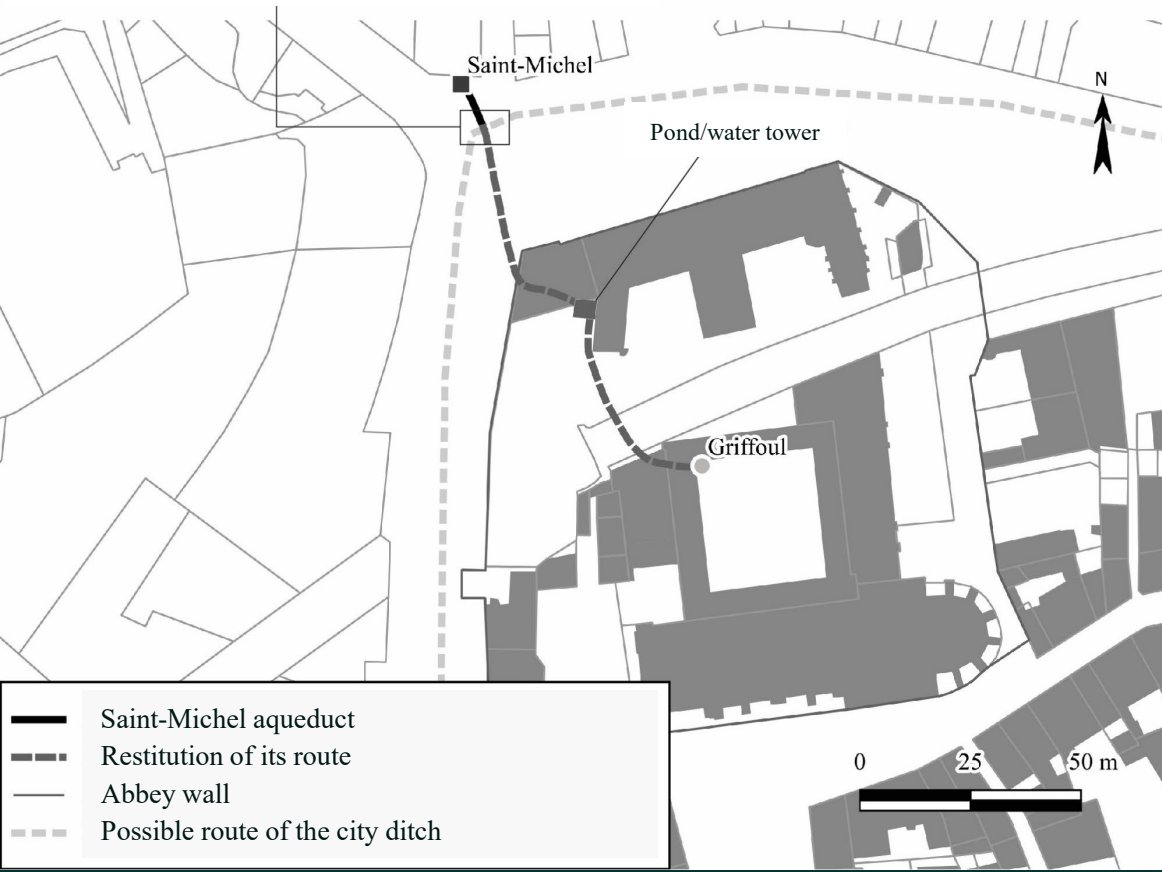 Saint-Michel
N
Pond/water tower
Griffoul
Saint-Michel aqueduct
Restitution of its route
Abbey wall
Possible route of the city ditch
0 25 50 m